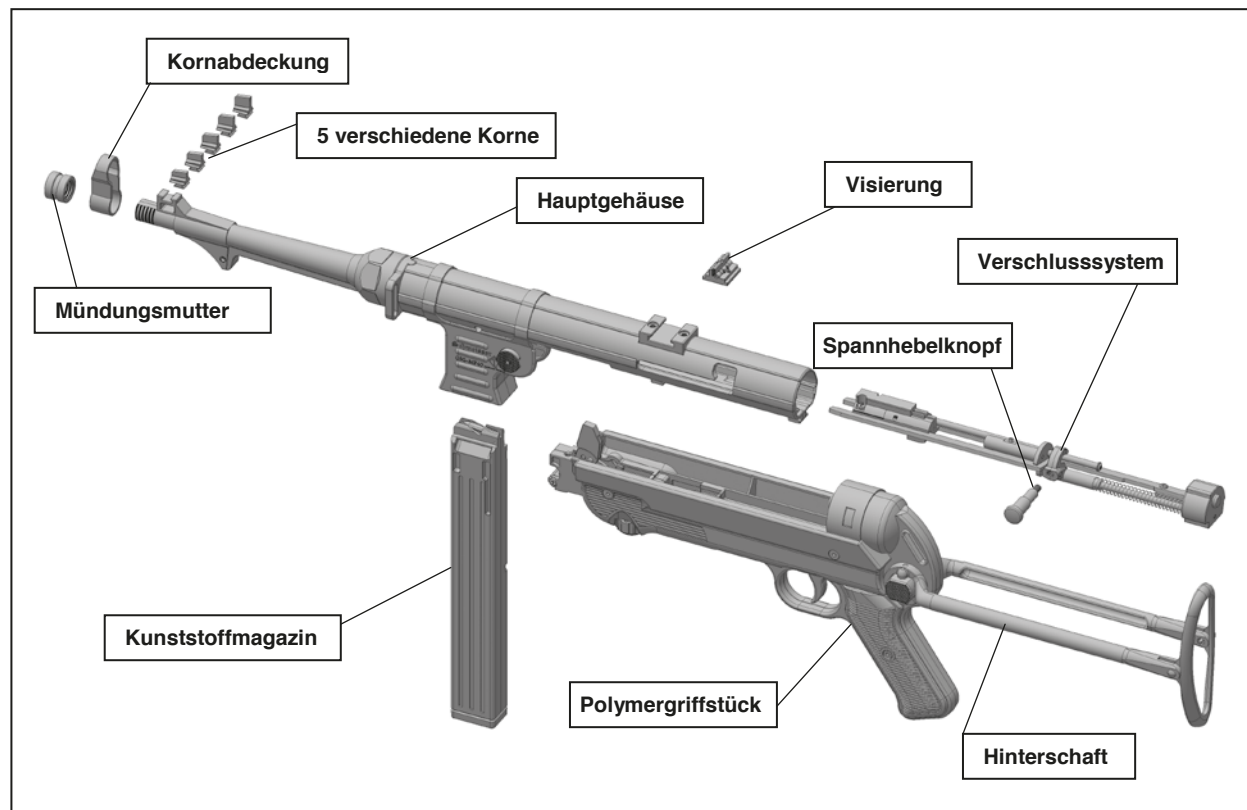 Kornabdeckung
5 verschiedene Korne
Visierung
Hauptgehäuse
Verschlusssystem
Mündungsmutter
Spannhebelknopf
Kunststoffmagazin
Polymergriffstück
Hinterschaft